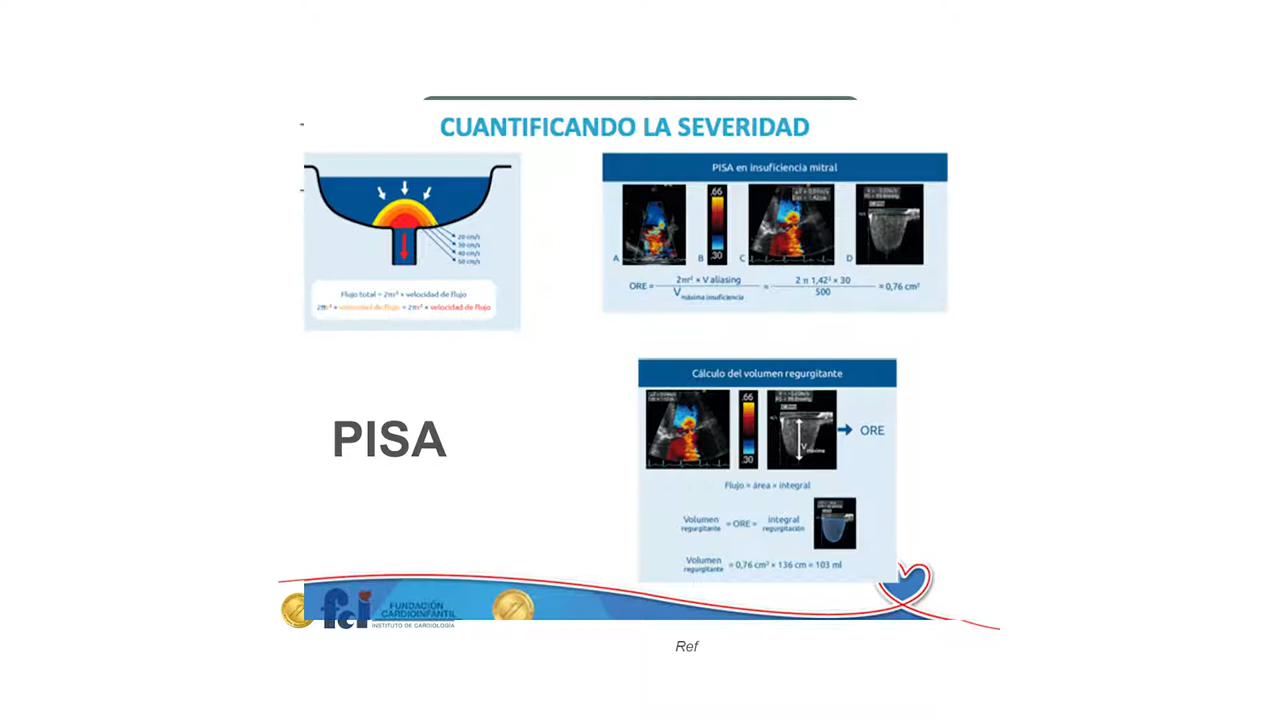 CUANTIFICANDO LA SEVERIDAD
20 cm/s
30 cm/s
40 cm/s
50 cm/s
Flujo total = 2πr² × velocidad de flujo
2πr² × velocidad de flujo = 2πr² × velocidad de flujo
PISA en insuficiencia mitral
.66
A B .30 C D
ORE = 2πr² × V aliasing / V máxima insuficiencia = 2 π 1,42² × 30 / 500 = 0,76 cm²
PISA
Cálculo del volumen regurgitante
.66
.30
V máxima
ORE
Flujo = área × integral
Volumen regurgitante = ORE = integral regurgitación
Volumen regurgitante = 0,76 cm² × 136 cm = 103 ml
fci
FUNDACIÓN
CARDIOINFANTIL
INSTITUTO DE CARDIOLOGÍA
Ref